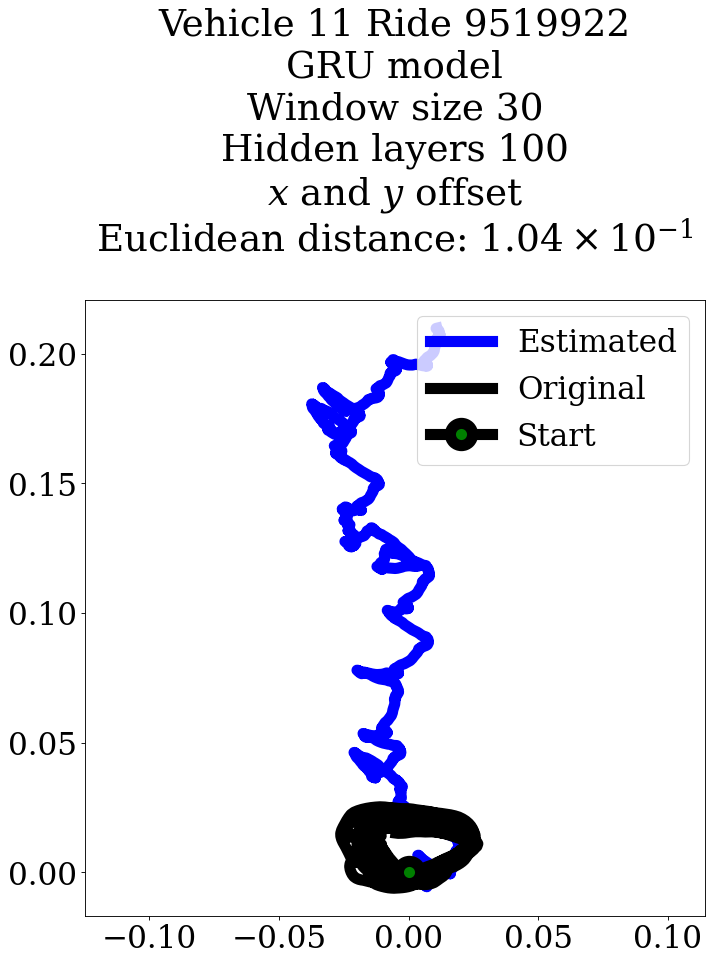 Vehicle 11 Ride 9519922
GRU model
Window size 30
Hidden layers 100
x and y offset
Euclidean distance: 1.04 × 10⁻¹
Estimated
Original
Start
0.20
0.15
0.10
0.05
0.00
−0.10 −0.05 0.00 0.05 0.10